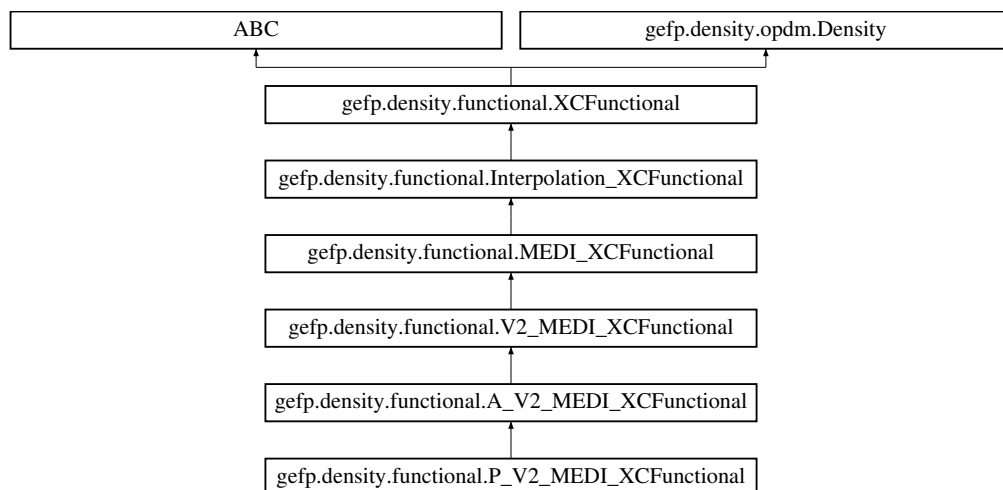 ABC
gefp.density.opdm.Density
gefp.density.functional.XCFunctional
gefp.density.functional.Interpolation_XCFunctional
gefp.density.functional.MEDI_XCFunctional
gefp.density.functional.V2_MEDI_XCFunctional
gefp.density.functional.A_V2_MEDI_XCFunctional
gefp.density.functional.P_V2_MEDI_XCFunctional